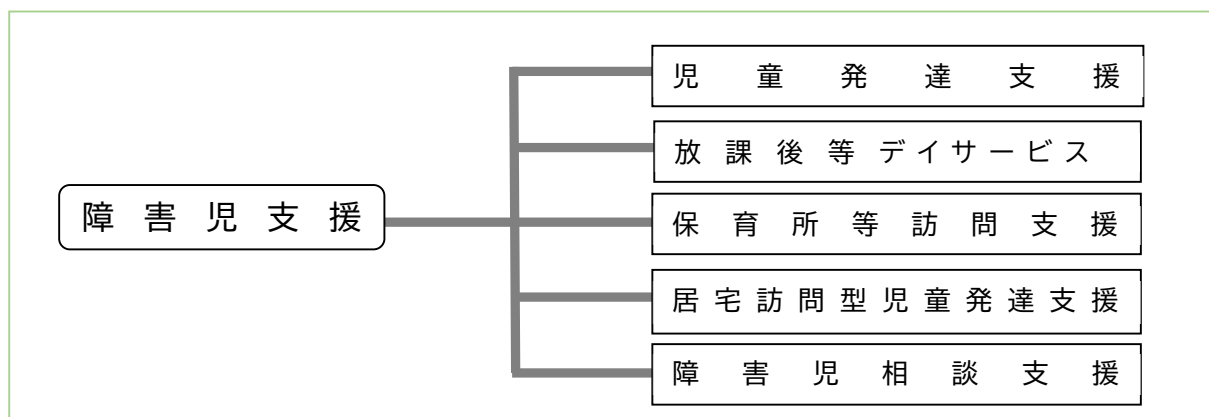 障害児支援
児童発達支援
放課後等デイサービス
保育所等訪問支援
居宅訪問型児童発達支援
障害児相談支援